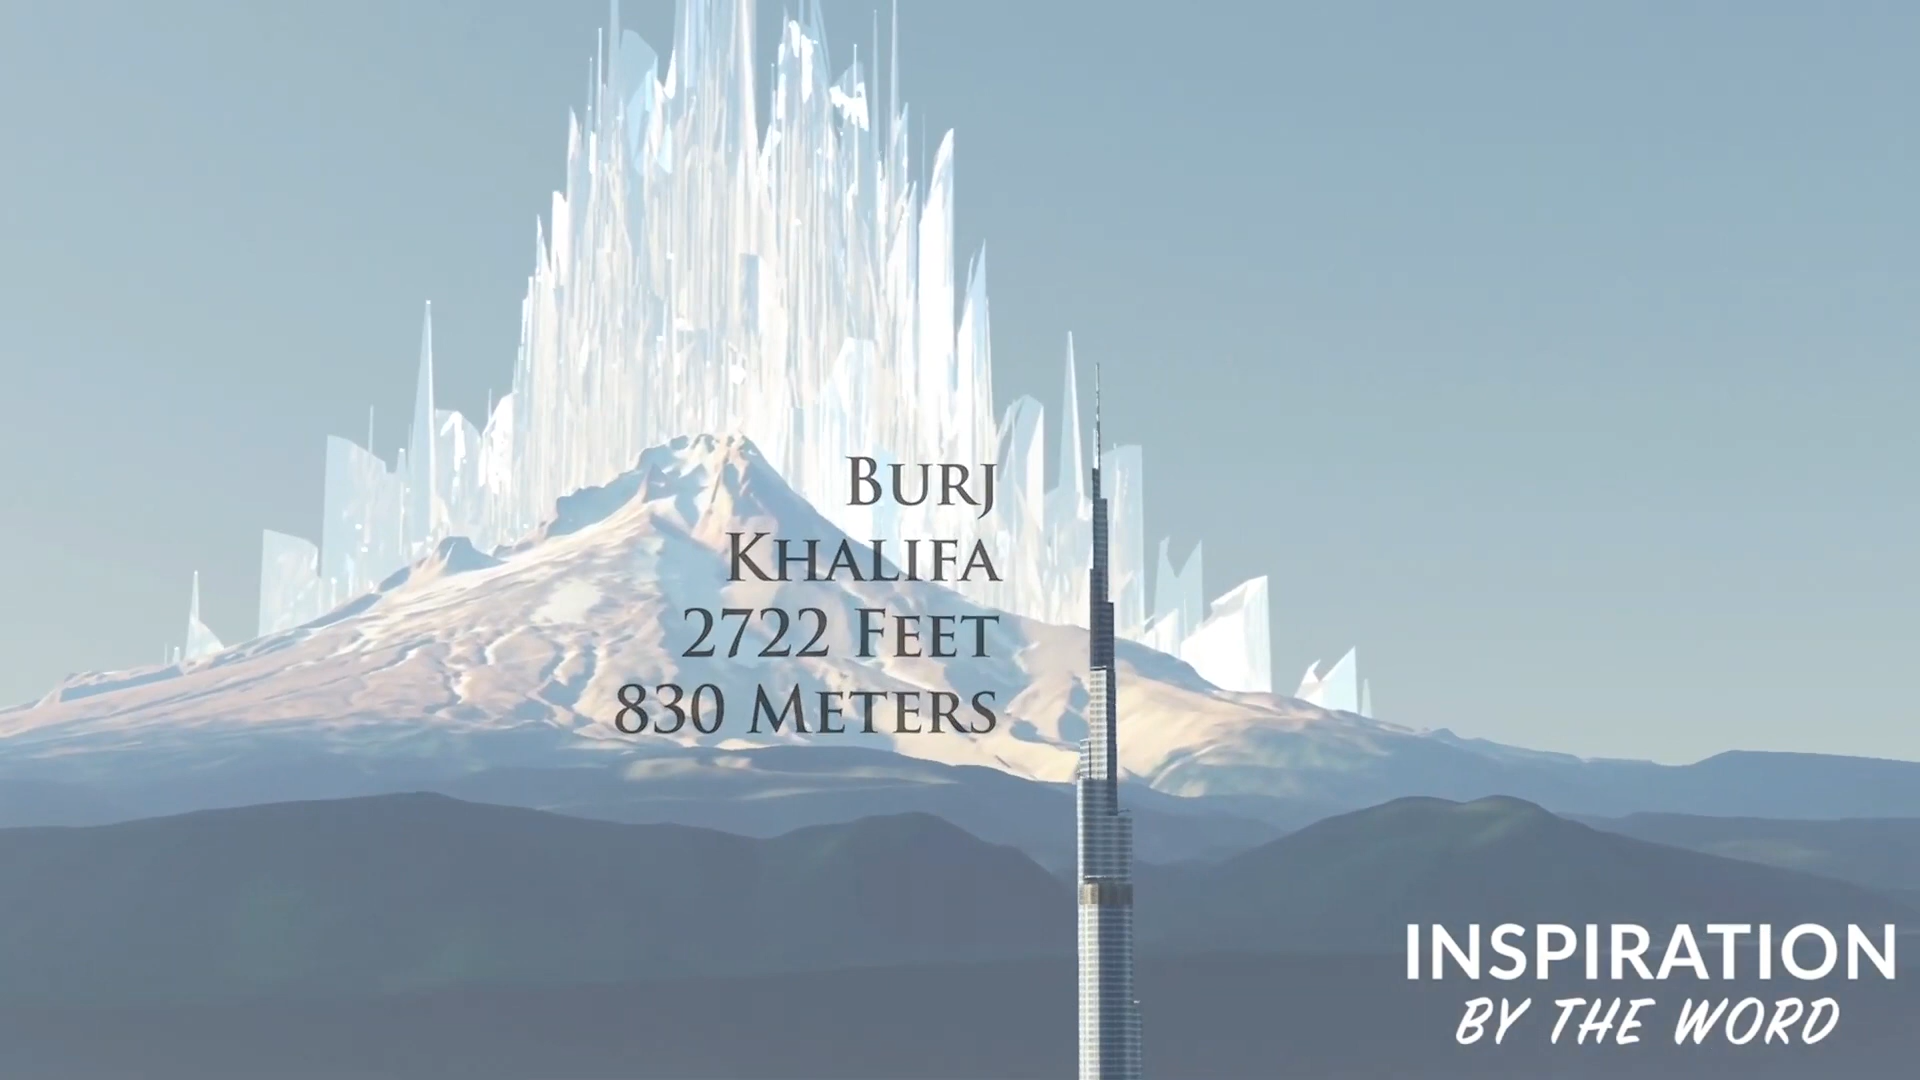 BURJ
KHALIFA
2722 FEET
830 METERS
INSPIRATION
BY THE WORD